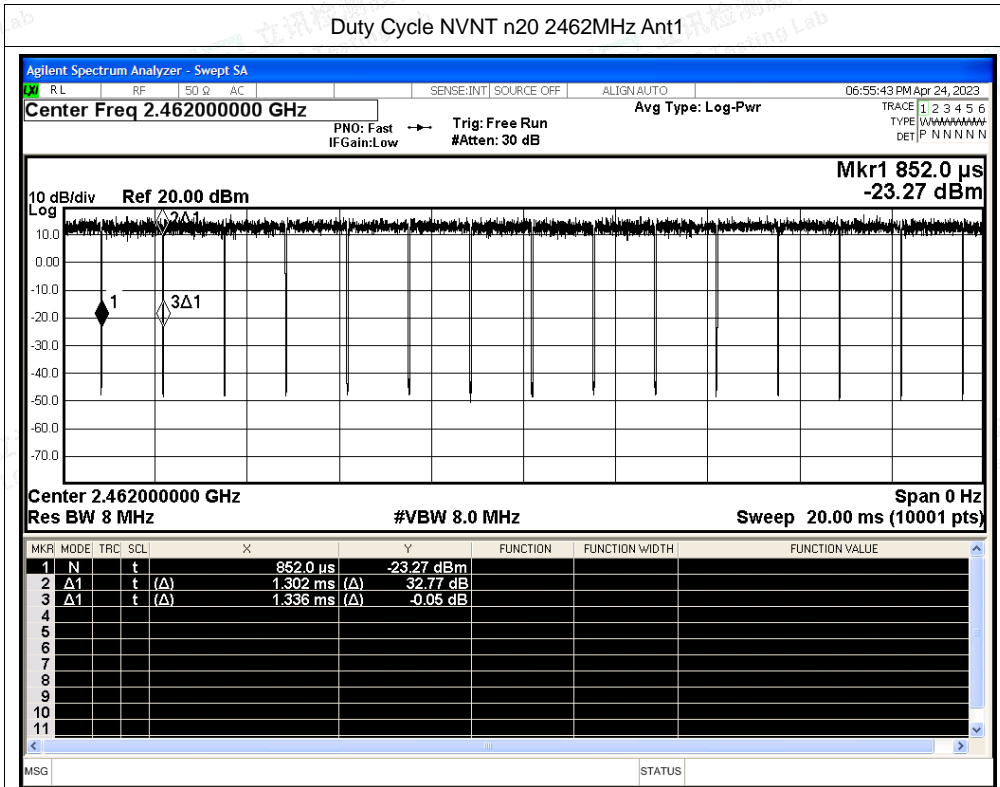 Duty Cycle NVNT n20 2462MHz Ant1
Agilent Spectrum Analyzer - Swept SA
LXI RL RF 50 Ω AC SENSE:INT SOURCE OFF ALIGN AUTO 06:55:43 PM Apr 24, 2023
Center Freq 2.462000000 GHz
PNO: Fast
IFGain:Low
Trig: Free Run
#Atten: 30 dB
Avg Type: Log-Pwr
TRACE 1 2 3 4 5 6
TYPE WWWWWW
DET P N N N N N
Mkr1 852.0 µs
-23.27 dBm
10 dB/div Ref 20.00 dBm
Log
2Δ1
10.0
0.00
-10.0
1 3Δ1
-20.0
-30.0
-40.0
-50.0
-60.0
-70.0
Center 2.462000000 GHz Span 0 Hz
Res BW 8 MHz #VBW 8.0 MHz Sweep 20.00 ms (10001 pts)
MKR MODE TRC SCL X Y FUNCTION FUNCTION WIDTH FUNCTION VALUE
1 N t 852.0 µs -23.27 dBm
2 Δ1 t (Δ) 1.302 ms (Δ) 32.77 dB
3 Δ1 t (Δ) 1.336 ms (Δ) -0.05 dB
4
5
6
7
8
9
10
11
MSG STATUS